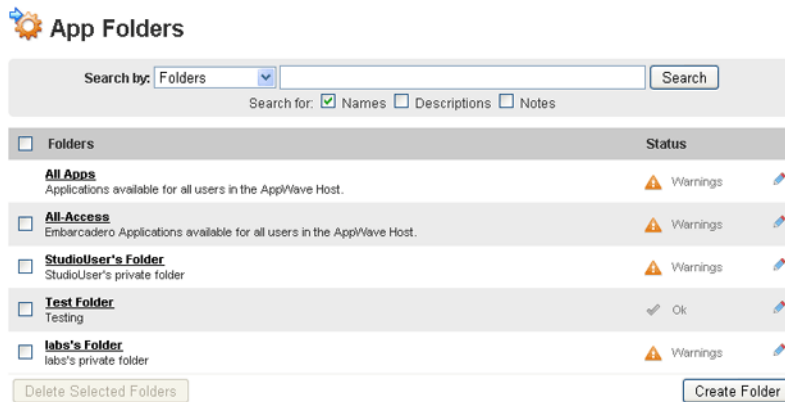 App Folders
Search by: Folders Search
Search for: Names Descriptions Notes
Folders Status
All Apps
Applications available for all users in the AppWave Host.
Warnings
All-Access
Embarcadero Applications available for all users in the AppWave Host.
Warnings
StudioUser's Folder
StudioUser's private folder
Warnings
Test Folder
Testing
Ok
labs's Folder
labs's private folder
Warnings
Delete Selected Folders Create Folder